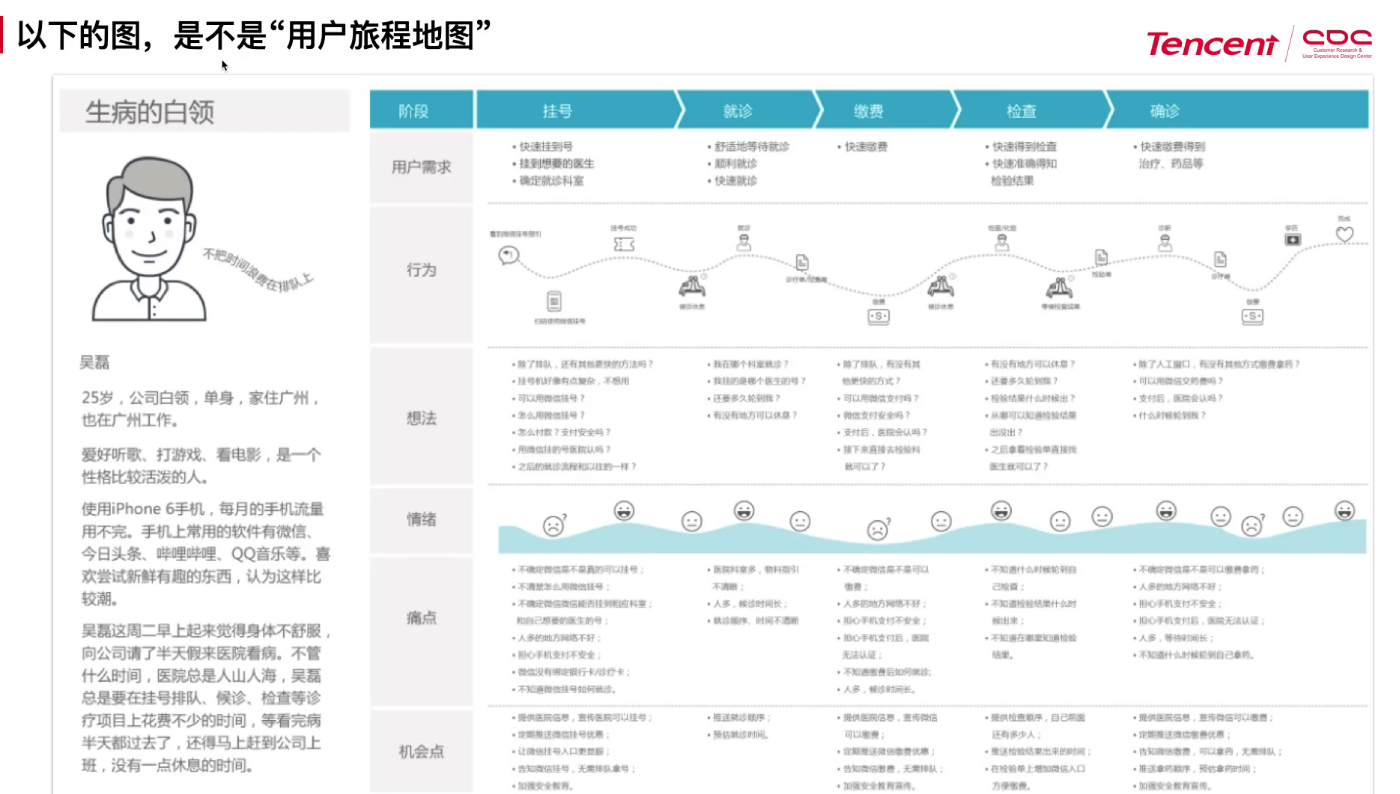 以下的图，是不是“用户旅程地图”
Tencent
CDC
Customer Research &
User Experience Design Center
生病的白领
不把时间浪费在排队上
吴磊
25岁，公司白领，单身，家住广州，
也在广州工作。
爱好听歌、打游戏、看电影，是一个
性格比较活泼的人。
使用iPhone 6手机，每月的手机流量
用不完。手机上常用的软件有微信、
今日头条、哔哩哔哩、QQ音乐等。喜
欢尝试新鲜有趣的东西，认为这样比
较潮。
吴磊这周二早上起来觉得身体不舒服，
向公司请了半天假来医院看病。不管
什么时间，医院总是人山人海，吴磊
总是要在挂号排队、候诊、检查等诊
疗项目上花费不少的时间，等看完病
半天都过去了，还得马上赶到公司上
班，没有一点休息的时间。
阶段
挂号
就诊
缴费
检查
确诊
用户需求
• 快速挂到号
• 挂到想要的医生
• 确定就诊科室
• 舒适地等待就诊
• 顺利就诊
• 快速就诊
• 快速缴费
• 快速得到检查
• 快速准确得知
检验结果
• 快速缴费得到
治疗、药品等
行为
看到微信挂号指引
扫码使用微信挂号
挂号成功
候诊休息
就诊
缴费
候诊休息
检查/化验
等候检查结果
检验单
诊断
诊疗单
缴费
拿药
完成
想法
• 除了排队，还有其他更快的方法吗？
• 挂号机好像有点复杂，不想用
• 可以用微信挂号？
• 怎么用微信挂号？
• 怎么付款？支付安全吗？
• 用微信挂的号医院认吗？
• 之后的就诊流程和以往的一样？
• 我在哪个科室就诊？
• 我挂的是哪个医生的号？
• 还要多久轮到我？
• 有没有地方可以休息？
• 除了排队，有没有其
他更快的方式？
• 可以用微信支付吗？
• 微信支付安全吗？
• 支付后，医院会认吗？
• 接下来直接去检验科
就可以了？
• 有没有地方可以休息？
• 还要多久轮到我？
• 检验结果什么时候出？
• 从哪可以知道检验结果
出没出？
• 之后拿着检验单直接找
医生就可以了？
• 除了人工窗口，有没有其他方式缴费拿药？
• 可以用微信交药费吗？
• 支付后，医院会认吗？
• 什么时候轮到我？
情绪
?
?
?
痛点
• 不确定微信是不是真的可以挂号；
• 不清楚怎么用微信挂号；
• 不确定微信微信能否挂到相应科室；
和自己想要的医生的号；
• 人多的地方网络不好；
• 担心手机支付不安全；
• 微信没有绑定银行卡/诊疗卡；
• 不知道微信挂号如何就诊。
• 医院科室多，物料指引
不清晰；
• 人多，候诊时间长；
• 就诊顺序、时间不清晰
• 不确定微信是不是可以
缴费；
• 人多的地方网络不好；
• 担心手机支付不安全；
• 担心手机支付后，医院
无法认证；
• 不知道缴费后如何就诊;
• 人多，候诊时间长。
• 不知道什么时候轮到自
己检查；
• 不知道检验结果什么时
候出来；
• 不知道在哪里知道检验
结果。
• 不确定微信是不是可以缴费拿药；
• 人多的地方网络不好；
• 担心手机支付不安全；
• 担心手机支付后，医院无法认证；
• 人多，等待时间长；
• 不知道什么时候轮到自己拿药。
机会点
• 提供医院信息，宣传医院可以挂号；
• 定期推送微信挂号优惠；
• 让微信挂号入口更显眼；
• 告知微信挂号，无需排队拿号；
• 加强安全教育。
• 推送就诊顺序；
• 预估就诊时间。
• 提供医院信息，宣传微信
可以缴费；
• 定期推送微信缴费优惠；
• 告知微信缴费，无需排队；
• 加强安全教育宣传。
• 提供检查顺序，自己前面
还有多少人；
• 推送检验结果出来的时间；
• 在检验单上增加微信入口
方便缴费。
• 提供医院信息，宣传微信可以缴费；
• 定期推送微信缴费优惠；
• 告知微信缴费，可以拿药，无需排队；
• 推送拿药顺序，预估拿药时间；
• 加强安全教育宣传。